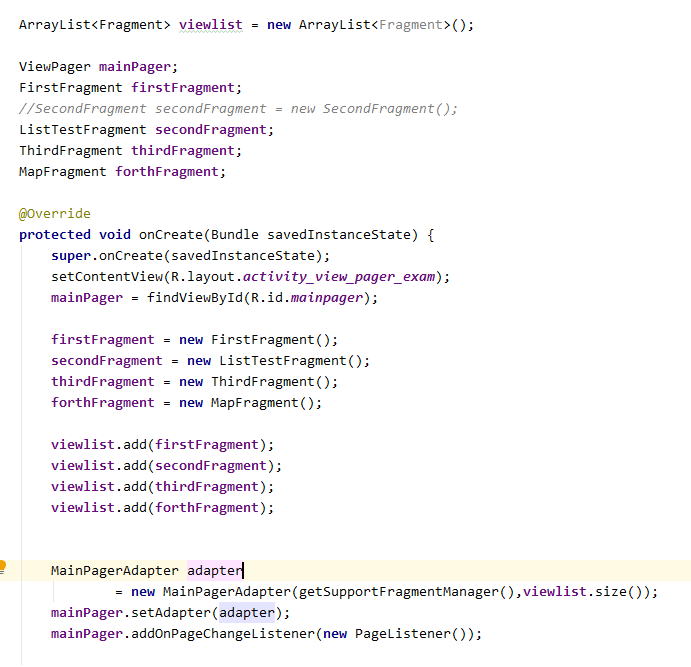 ArrayList<Fragment> viewlist = new ArrayList<Fragment>();
ViewPager mainPager;
FirstFragment firstFragment;
//SecondFragment secondFragment = new SecondFragment();
ListTestFragment secondFragment;
ThirdFragment thirdFragment;
MapFragment forthFragment;
@Override
protected void onCreate(Bundle savedInstanceState) {
super.onCreate(savedInstanceState);
setContentView(R.layout.activity_view_pager_exam);
mainPager = findViewById(R.id.mainpager);
firstFragment = new FirstFragment();
secondFragment = new ListTestFragment();
thirdFragment = new ThirdFragment();
forthFragment = new MapFragment();
viewlist.add(firstFragment);
viewlist.add(secondFragment);
viewlist.add(thirdFragment);
viewlist.add(forthFragment);
MainPagerAdapter adapter
= new MainPagerAdapter(getSupportFragmentManager(),viewlist.size());
mainPager.setAdapter(adapter);
mainPager.addOnPageChangeListener(new PageListener());